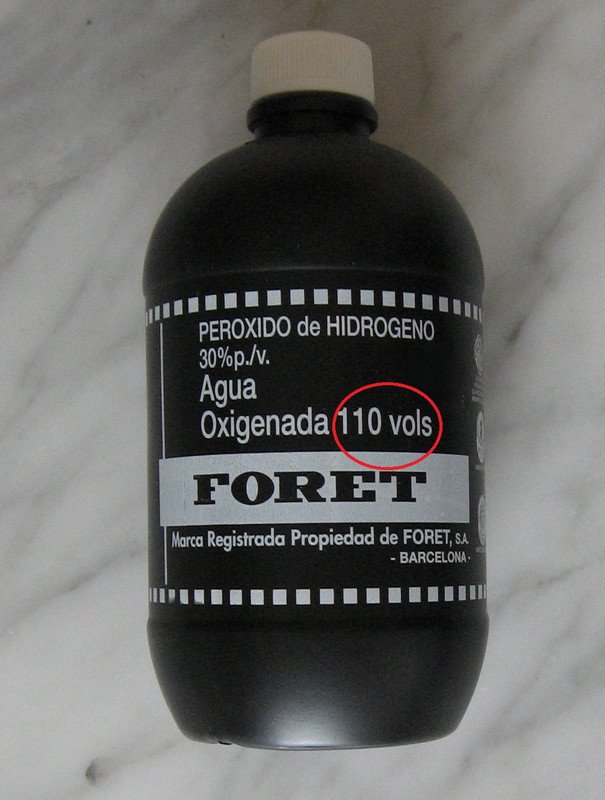 PEROXIDO de HIDROGENO
30%p./v.
Agua
Oxigenada 110 vols
FORET
Marca Registrada Propiedad de FORET, S.A.
- BARCELONA -